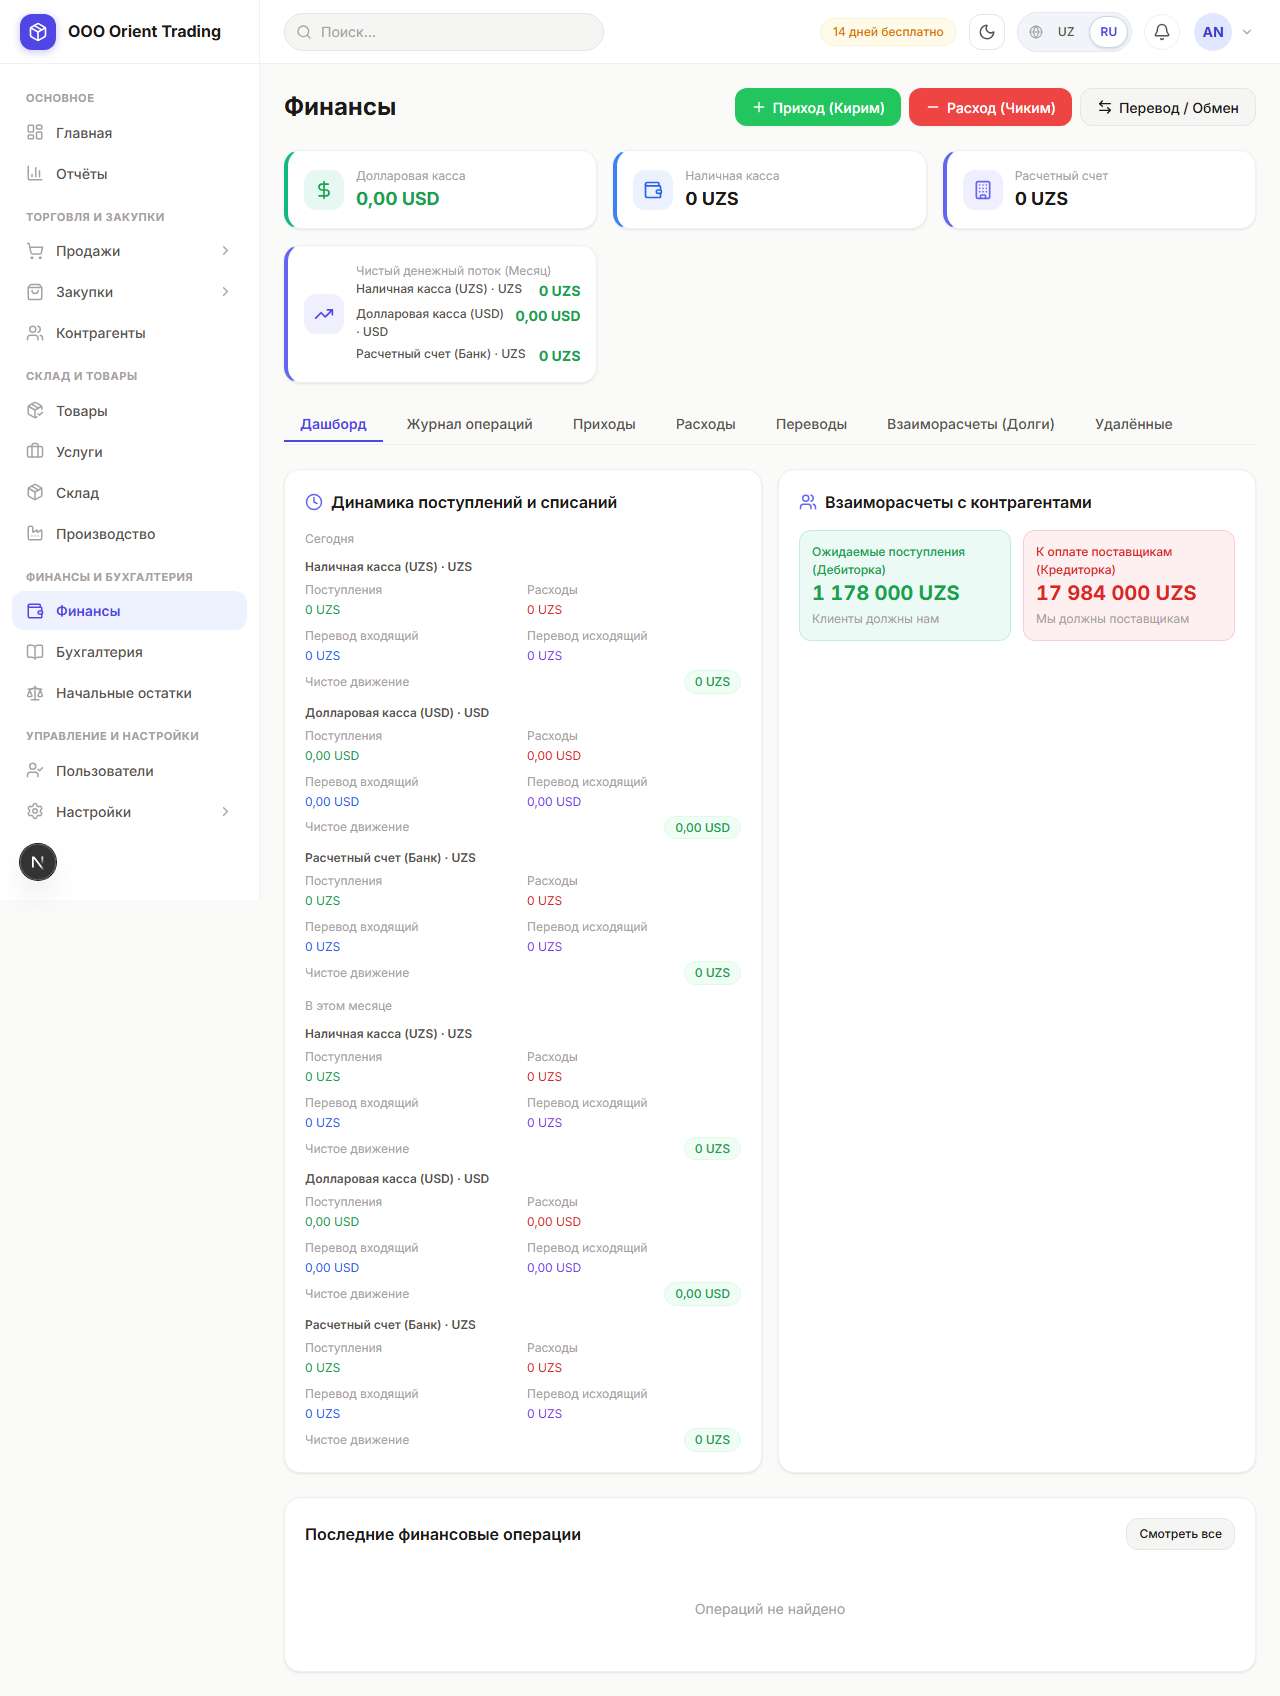 ООО Orient Trading
Поиск...
14 дней бесплатно
UZ
RU
AN
ОСНОВНОЕ
Главная
Отчёты
ТОРГОВЛЯ И ЗАКУПКИ
Продажи
Закупки
Контрагенты
СКЛАД И ТОВАРЫ
Товары
Услуги
Склад
Производство
ФИНАНСЫ И БУХГАЛТЕРИЯ
Финансы
Бухгалтерия
Начальные остатки
УПРАВЛЕНИЕ И НАСТРОЙКИ
Пользователи
Настройки
N
Финансы
Приход (Кирим)
Расход (Чиким)
Перевод / Обмен
Долларовая касса
0,00 USD
Наличная касса
0 UZS
Расчетный счет
0 UZS
Чистый денежный поток (Месяц)
Наличная касса (UZS) · UZS 0 UZS
Долларовая касса (USD) 0,00 USD
· USD
Расчетный счет (Банк) · UZS 0 UZS
Дашборд
Журнал операций
Приходы
Расходы
Переводы
Взаиморасчеты (Долги)
Удалённые
Динамика поступлений и списаний
Сегодня
Наличная касса (UZS) · UZS
Поступления Расходы
0 UZS 0 UZS
Перевод входящий Перевод исходящий
0 UZS 0 UZS
Чистое движение 0 UZS
Долларовая касса (USD) · USD
Поступления Расходы
0,00 USD 0,00 USD
Перевод входящий Перевод исходящий
0,00 USD 0,00 USD
Чистое движение 0,00 USD
Расчетный счет (Банк) · UZS
Поступления Расходы
0 UZS 0 UZS
Перевод входящий Перевод исходящий
0 UZS 0 UZS
Чистое движение 0 UZS
В этом месяце
Наличная касса (UZS) · UZS
Поступления Расходы
0 UZS 0 UZS
Перевод входящий Перевод исходящий
0 UZS 0 UZS
Чистое движение 0 UZS
Долларовая касса (USD) · USD
Поступления Расходы
0,00 USD 0,00 USD
Перевод входящий Перевод исходящий
0,00 USD 0,00 USD
Чистое движение 0,00 USD
Расчетный счет (Банк) · UZS
Поступления Расходы
0 UZS 0 UZS
Перевод входящий Перевод исходящий
0 UZS 0 UZS
Чистое движение 0 UZS
Взаиморасчеты с контрагентами
Ожидаемые поступления
(Дебиторка)
1 178 000 UZS
Клиенты должны нам
К оплате поставщикам
(Кредиторка)
17 984 000 UZS
Мы должны поставщикам
Последние финансовые операции
Смотреть все
Операций не найдено